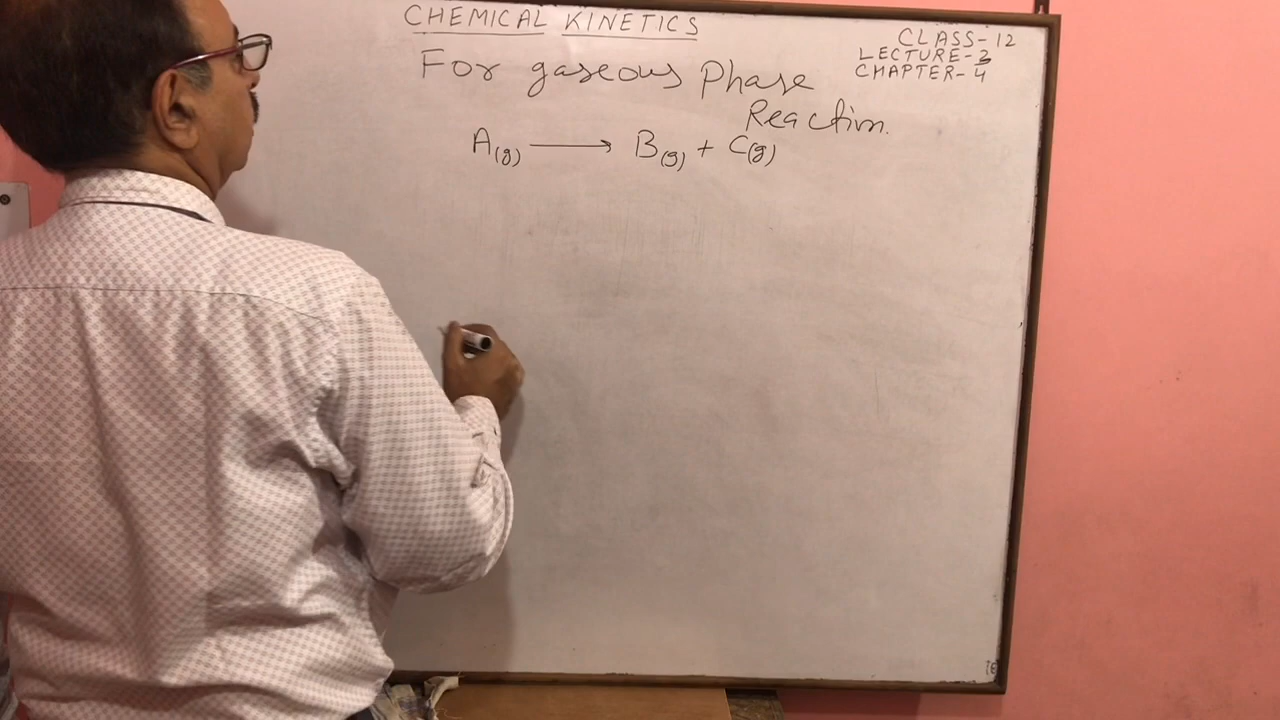 CHEMICAL KINETICS
CLASS-12
LECTURE-3
CHAPTER-4
For gaseous Phase
Reaction.
A(g) ⟶ B(g) + C(g)